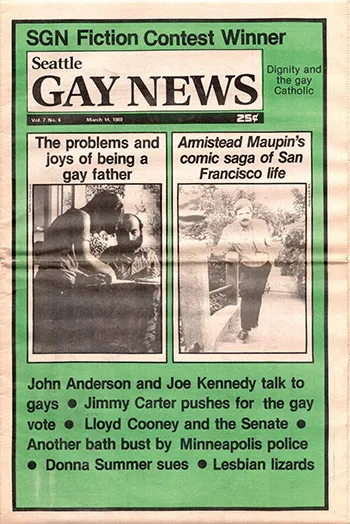 SGN Fiction Contest Winner
Seattle
GAY NEWS
Dignity and
the gay
Catholic
Vol. 7 No. 6 March 14, 1980 25¢
The problems and
joys of being a
gay father
Armistead Maupin's
comic saga of San
Francisco life
John Anderson and Joe Kennedy talk to
gays ● Jimmy Carter pushes for the gay
vote ● Lloyd Cooney and the Senate ●
Another bath bust by Minneapolis police
● Donna Summer sues ● Lesbian lizards